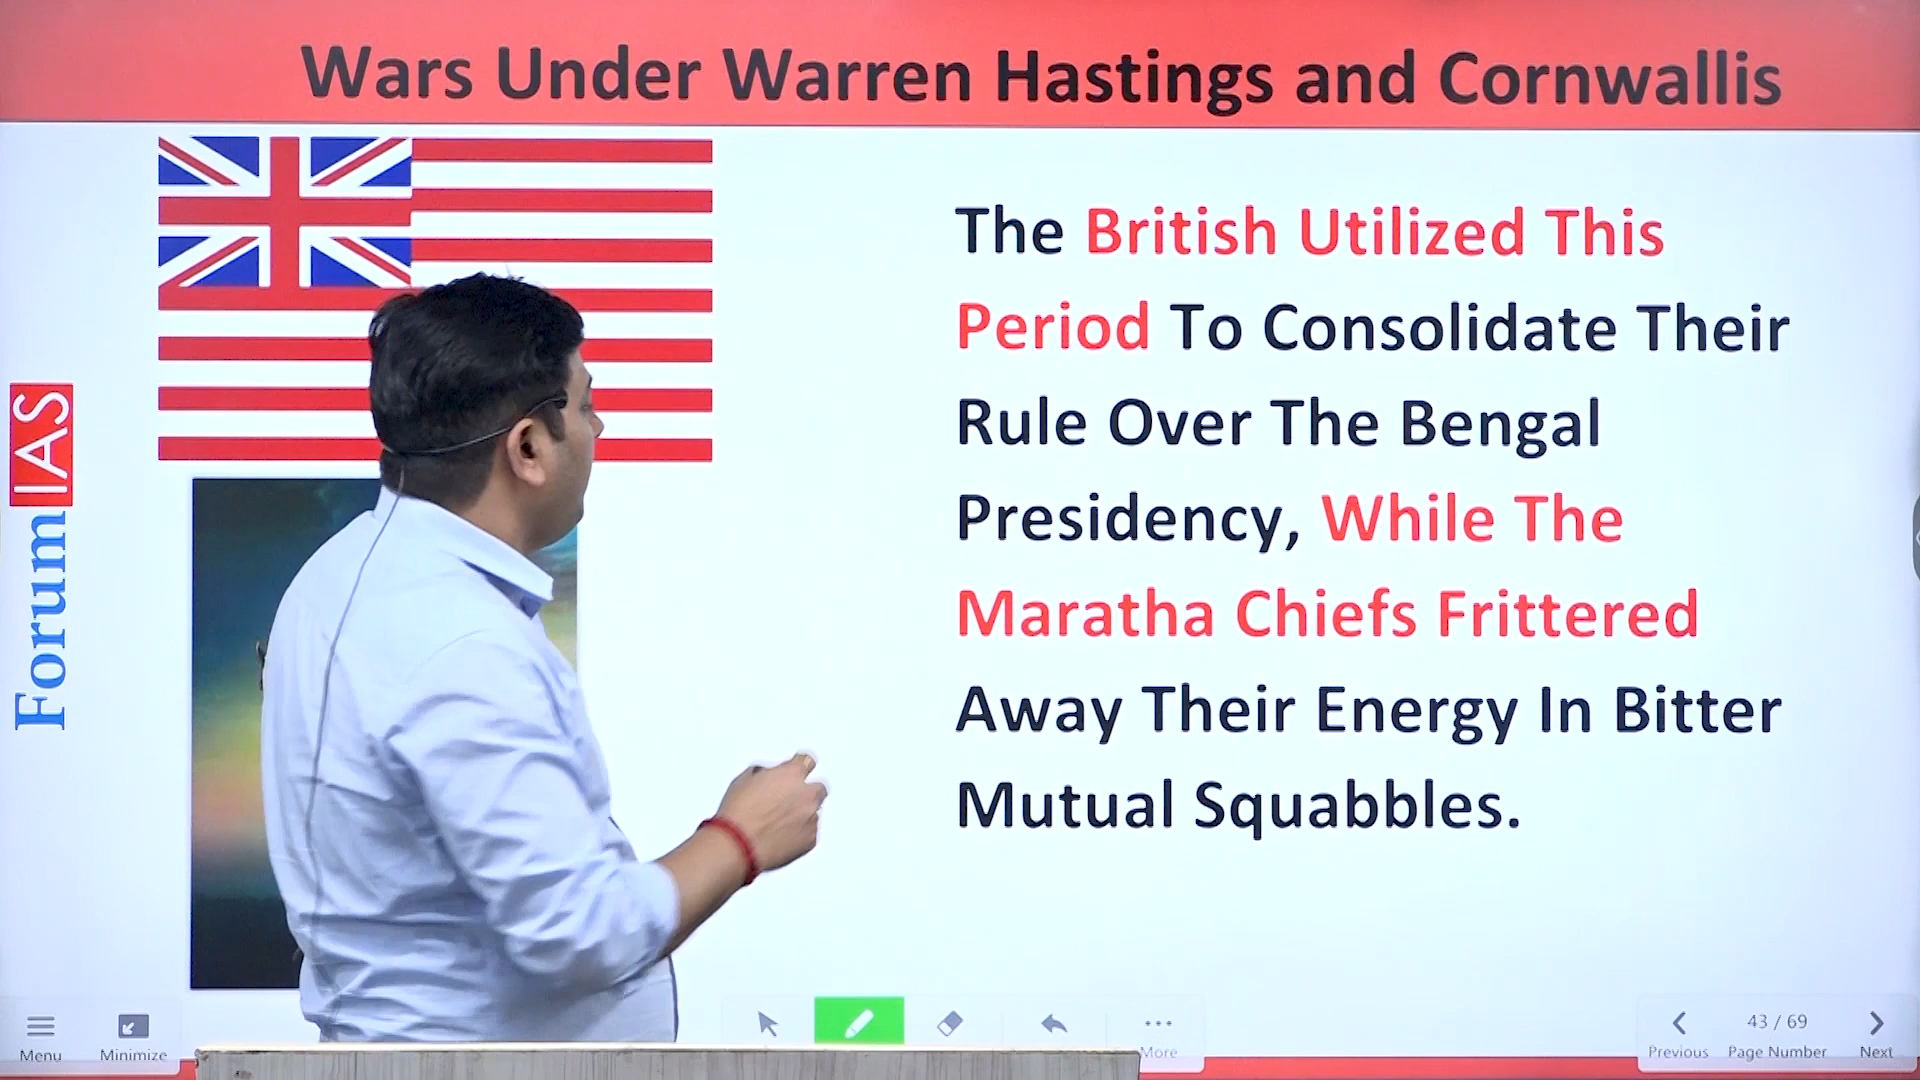 Wars Under Warren Hastings and Cornwallis
The British Utilized This
Period To Consolidate Their
Rule Over The Bengal
Presidency, While The
Maratha Chiefs Frittered
Away Their Energy In Bitter
Mutual Squabbles.
ForumIAS
Menu
Minimize
More
43 / 69
Previous
Page Number
Next